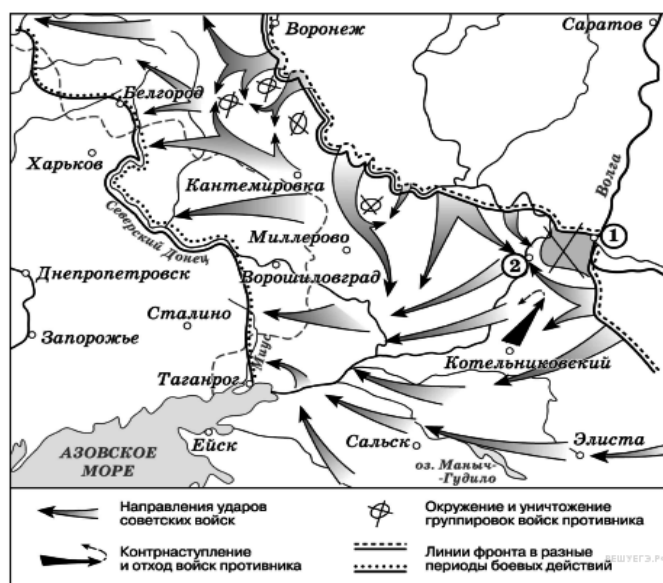 Воронеж
Саратов
Белгород
Волга
Харьков
Кантемировка
Северский Донец
Миллерово
1
2
Днепропетровск
Ворошиловград
Сталино
Запорожье
Миус
Котельниковский
Таганрог
АЗОВСКОЕ
МОРЕ
Ейск
Сальск
Элиста
оз. Маныч-
-Гудило
Направления ударов
советских войск
Окружение и уничтожение
группировок войск противника
Контрнаступление
и отход войск противника
Линии фронта в разные
периоды боевых действий
РЕШУЕГЭ.РФ